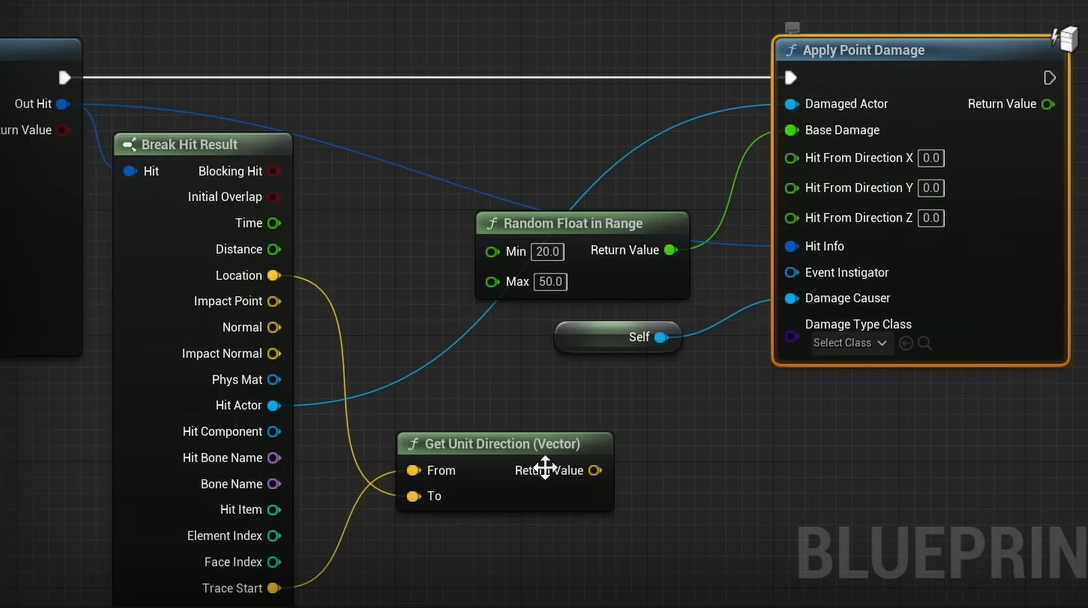 Out Hit
urn Value
Break Hit Result
Hit
Blocking Hit
Initial Overlap
Time
Distance
Location
Impact Point
Normal
Impact Normal
Phys Mat
Hit Actor
Hit Component
Hit Bone Name
Bone Name
Hit Item
Element Index
Face Index
Trace Start
Random Float in Range
Min 20.0
Return Value
Max 50.0
Self
Get Unit Direction (Vector)
From
Return Value
To
Apply Point Damage
Damaged Actor
Return Value
Base Damage
Hit From Direction X 0.0
Hit From Direction Y 0.0
Hit From Direction Z 0.0
Hit Info
Event Instigator
Damage Causer
Damage Type Class
Select Class
BLUEPRIN